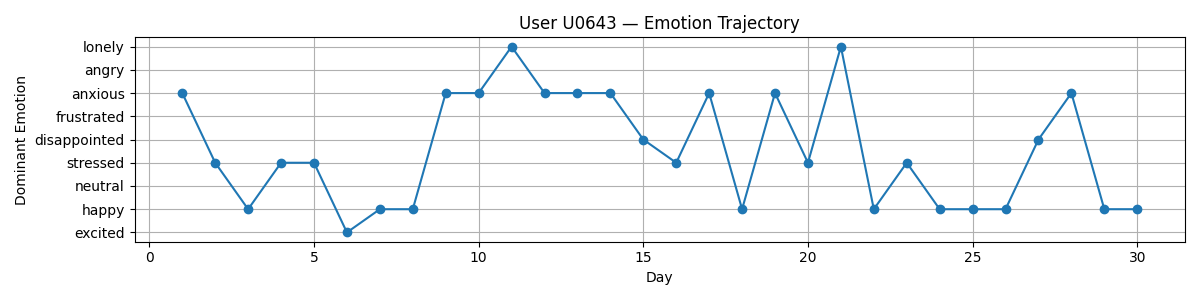 User U0643 — Emotion Trajectory
Dominant Emotion
lonely
angry
anxious
frustrated
disappointed
stressed
neutral
happy
excited
0 5 10 15 20 25 30
Day